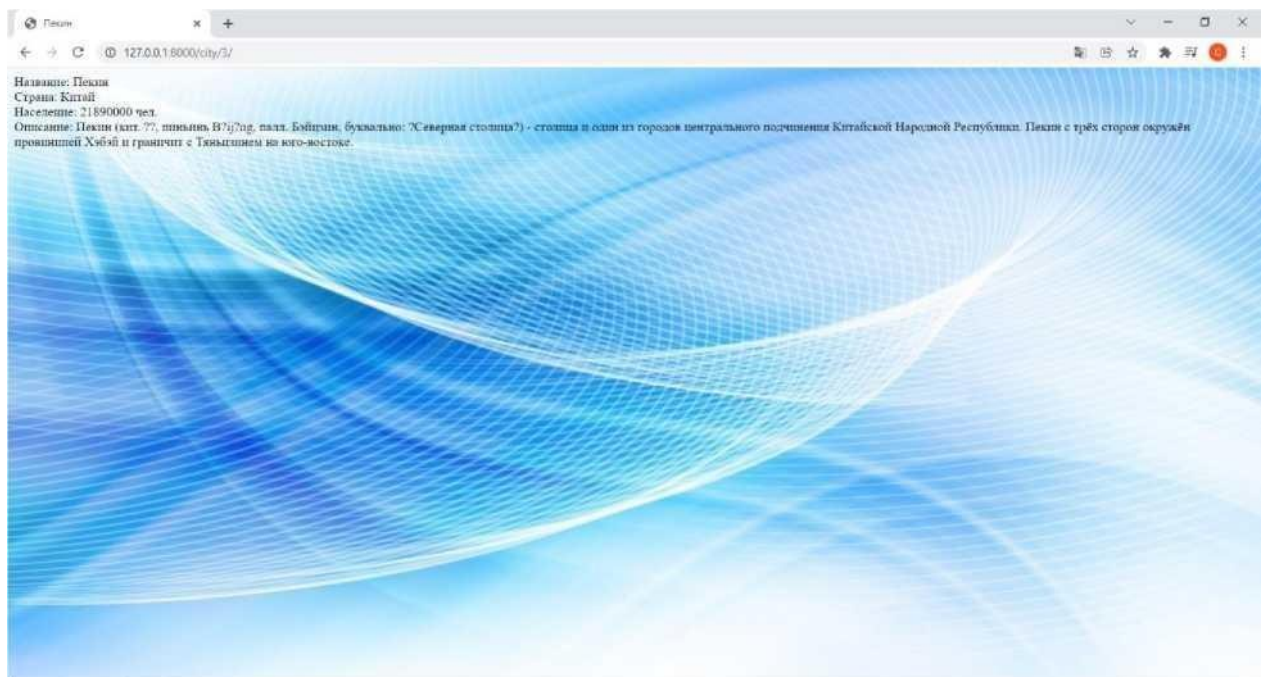 Пекин
127.0.0.1:8000/city/3/
Название: Пекин
Страна: Китай
Население: 21890000 чел.
Описание: Пекин (кит. ??, пиньинь B?ij?ng, палл. Бэйцзин, буквально: ?Северная столица?) - столица и один из городов центрального подчинения Китайской Народной Республики. Пекин с трёх сторон окружён
провинцией Хэбэй и граничит с Тяньцзинем на юго-востоке.